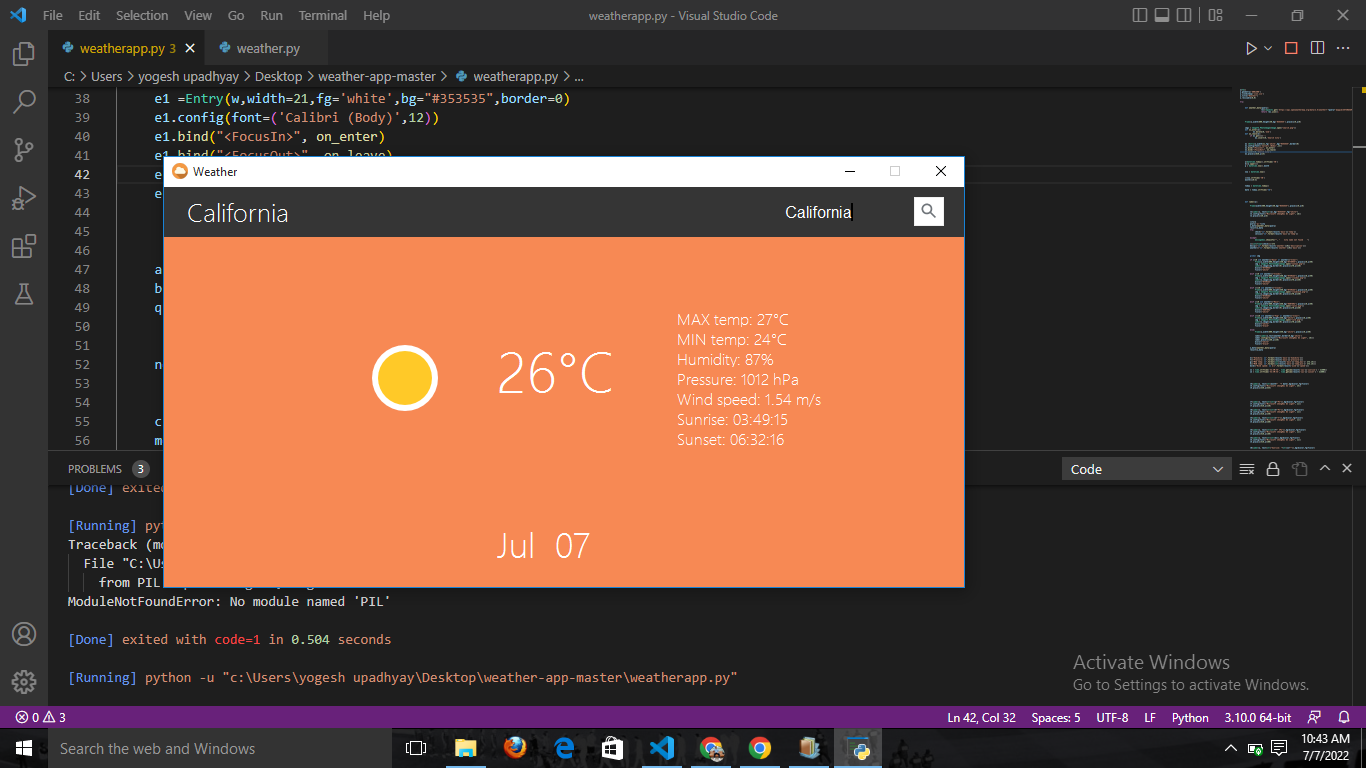 File Edit Selection View Go Run Terminal Help
weatherapp.py - Visual Studio Code
weatherapp.py 3
weather.py
C: > Users > yogesh upadhyay > Desktop > weather-app-master > weatherapp.py > ...
38 e1 =Entry(w,width=21,fg='white',bg="#353535",border=0)
39 e1.config(font=('Calibri (Body)',12))
40 e1.bind("<FocusIn>", on_enter)
41 e1.bind("<FocusOut>", on_leave)
42 e
43 e
44
45
46
47 a
48 b
49 q
50
51
52 n
53
54
55 c
56 m
Weather
California
California
26°C
MAX temp: 27°C
MIN temp: 24°C
Humidity: 87%
Pressure: 1012 hPa
Wind speed: 1.54 m/s
Sunrise: 03:49:15
Sunset: 06:32:16
Jul 07
PROBLEMS 3
Code
[Done] exited
[Running] pyt
Traceback (mo
File "C:\Us
from PIL
ModuleNotFoundError: No module named 'PIL'
[Done] exited with code=1 in 0.504 seconds
[Running] python -u "c:\Users\yogesh upadhyay\Desktop\weather-app-master\weatherapp.py"
Activate Windows
Go to Settings to activate Windows.
0 3
Ln 42, Col 32 Spaces: 5 UTF-8 LF Python 3.10.0 64-bit
Search the web and Windows
10:43 AM
7/7/2022